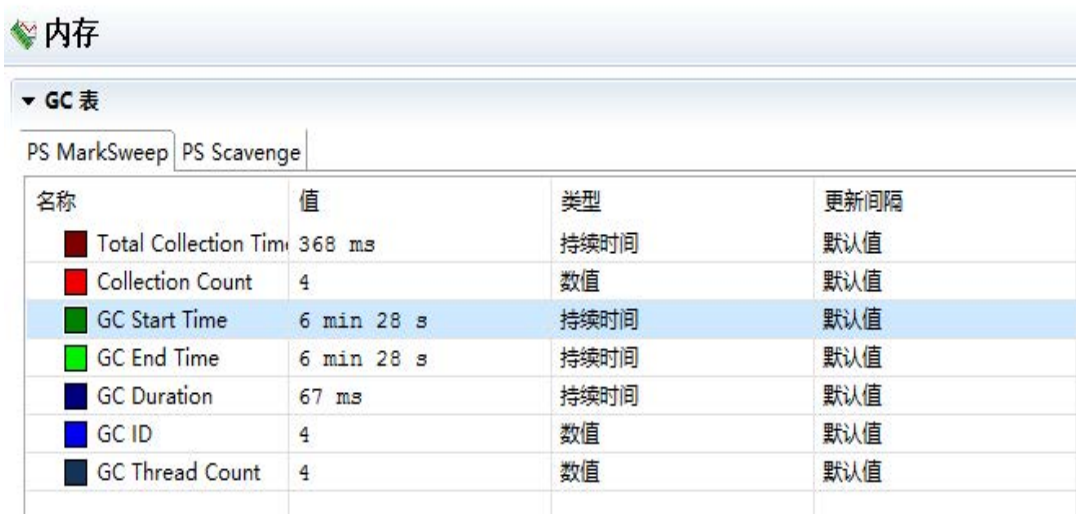 内存
GC 表
PS MarkSweep PS Scavenge
名称 值 类型 更新间隔
Total Collection Tim 368 ms 持续时间 默认值
Collection Count 4 数值 默认值
GC Start Time 6 min 28 s 持续时间 默认值
GC End Time 6 min 28 s 持续时间 默认值
GC Duration 67 ms 持续时间 默认值
GC ID 4 数值 默认值
GC Thread Count 4 数值 默认值